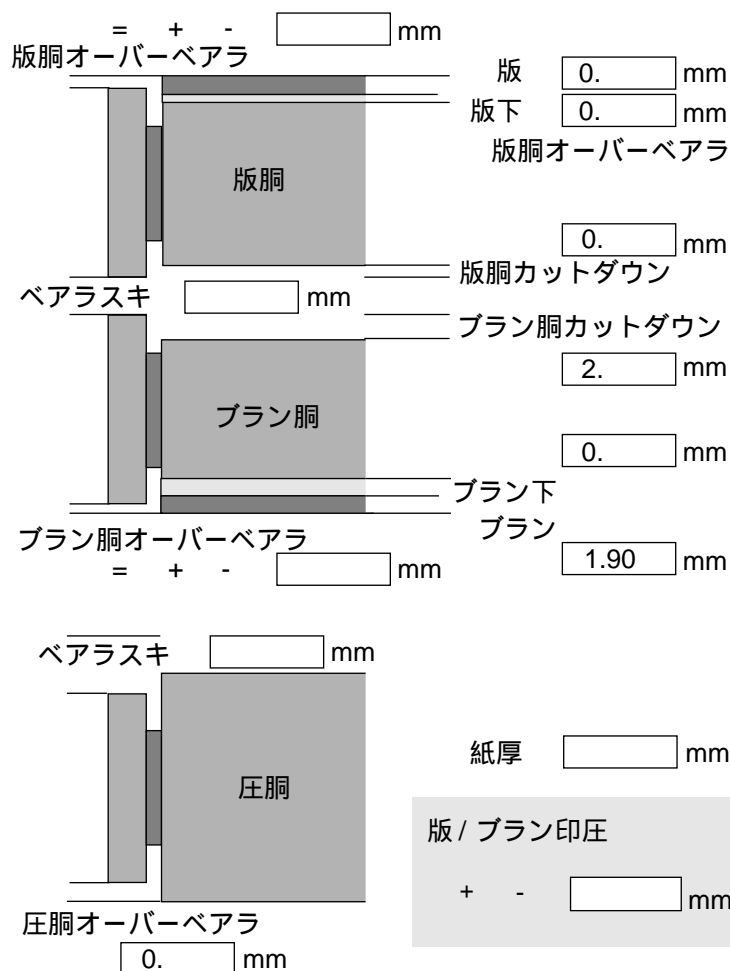 = + - mm
版胴オーバーベアラ
版 0. mm
版下 0. mm
版胴オーバーベアラ
版胴
0. mm
版胴カットダウン
ベアラスキ mm
ブラン胴カットダウン
2. mm
ブラン胴
0. mm
ブラン下
ブラン
1.90 mm
ブラン胴オーバーベアラ
= + - mm
ベアラスキ mm
紙厚 mm
圧胴
版 / ブラン印圧
+ - mm
圧胴オーバーベアラ
0. mm